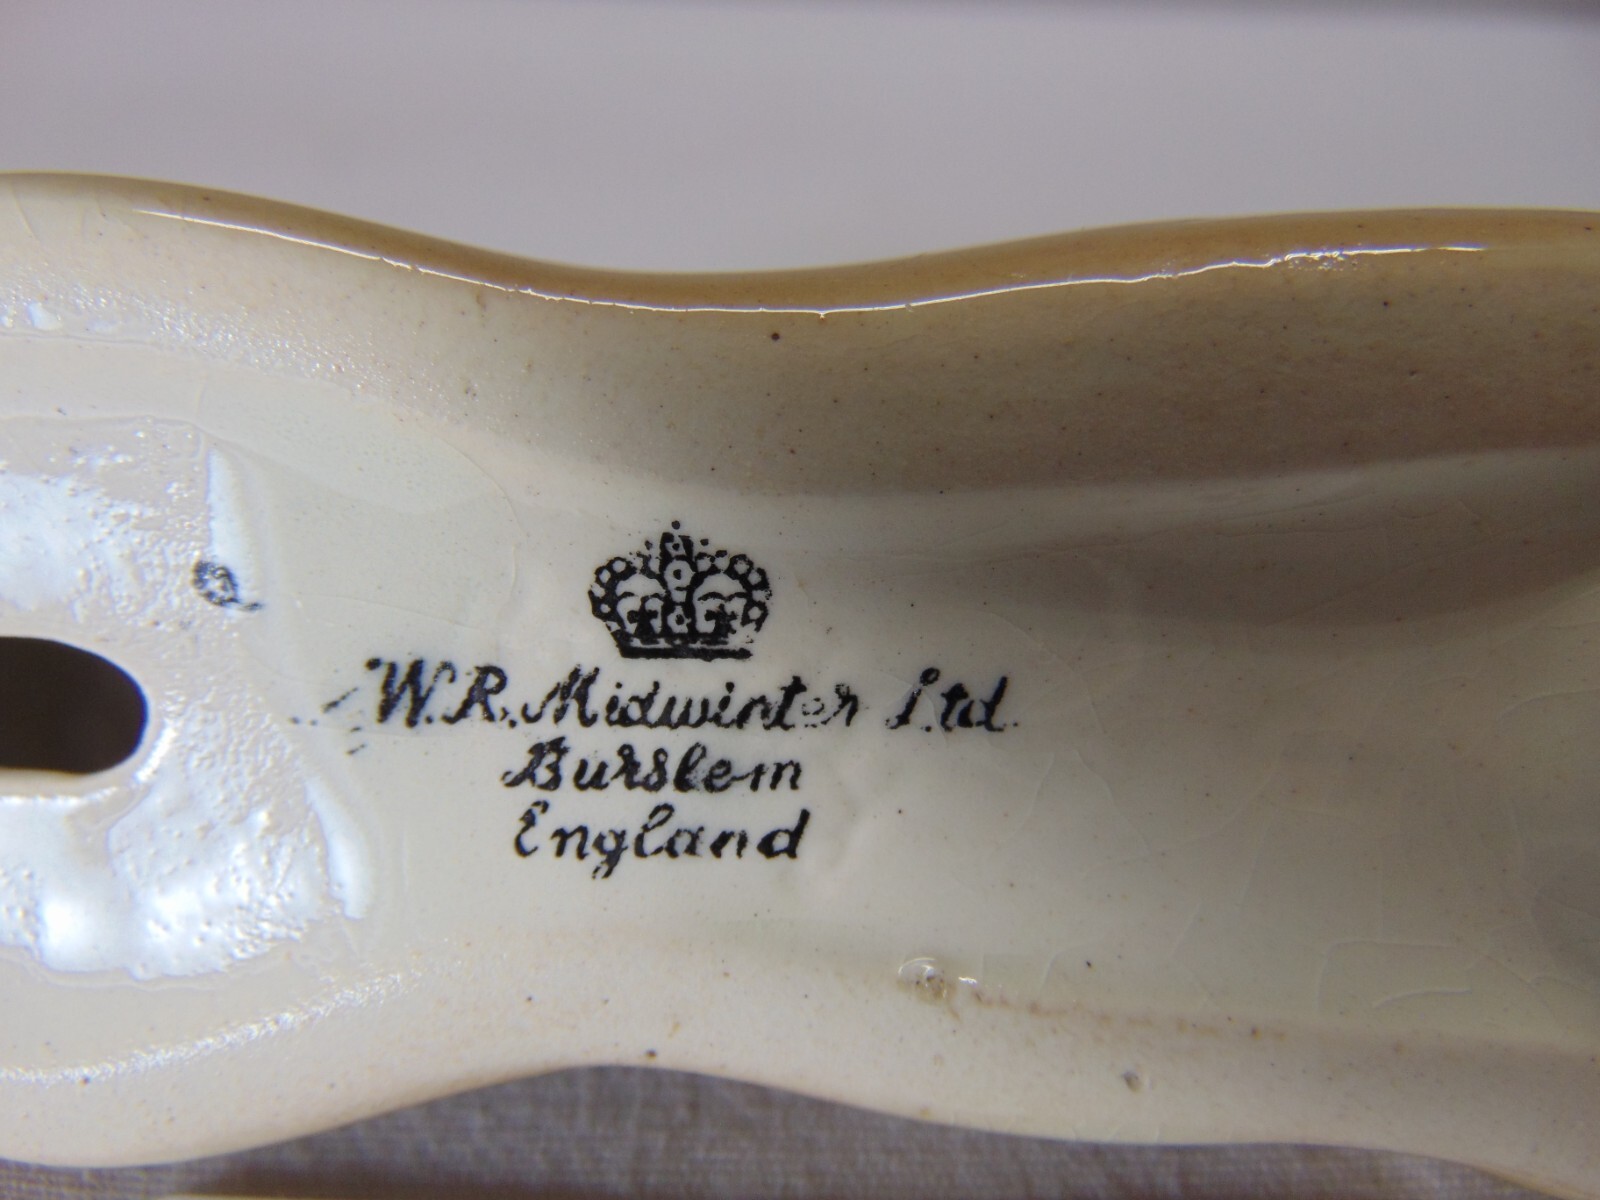 W.R. Midwinter Ltd.
Burslem
England